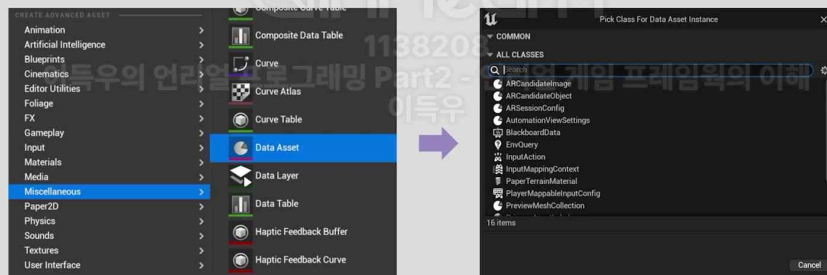 CREATE ADVANCED ASSET
Animation
Artificial Intelligence
Blueprints
Cinematics
Editor Utilities
Foliage
FX
Gameplay
Input
Materials
Media
Miscellaneous
Paper2D
Physics
Sounds
Textures
User Interface
Composite Curve Table
Composite Data Table
Curve
Curve Atlas
Curve Table
Data Asset
Data Layer
Data Table
Haptic Feedback Buffer
Haptic Feedback Curve
Pick Class For Data Asset Instance
COMMON
ALL CLASSES
Search
ARCandidateImage
ARCandidateObject
ARSessionConfig
AutomationViewSettings
BlackboardData
EnvQuery
InputAction
InputMappingContext
PaperTerrainMaterial
PlayerMappableInputConfig
PreviewMeshCollection
16 items
Cancel
1138208
이득우의 언리얼 프로그래밍 Part2 - 언리얼 게임 프레임웍의 이해
이득우